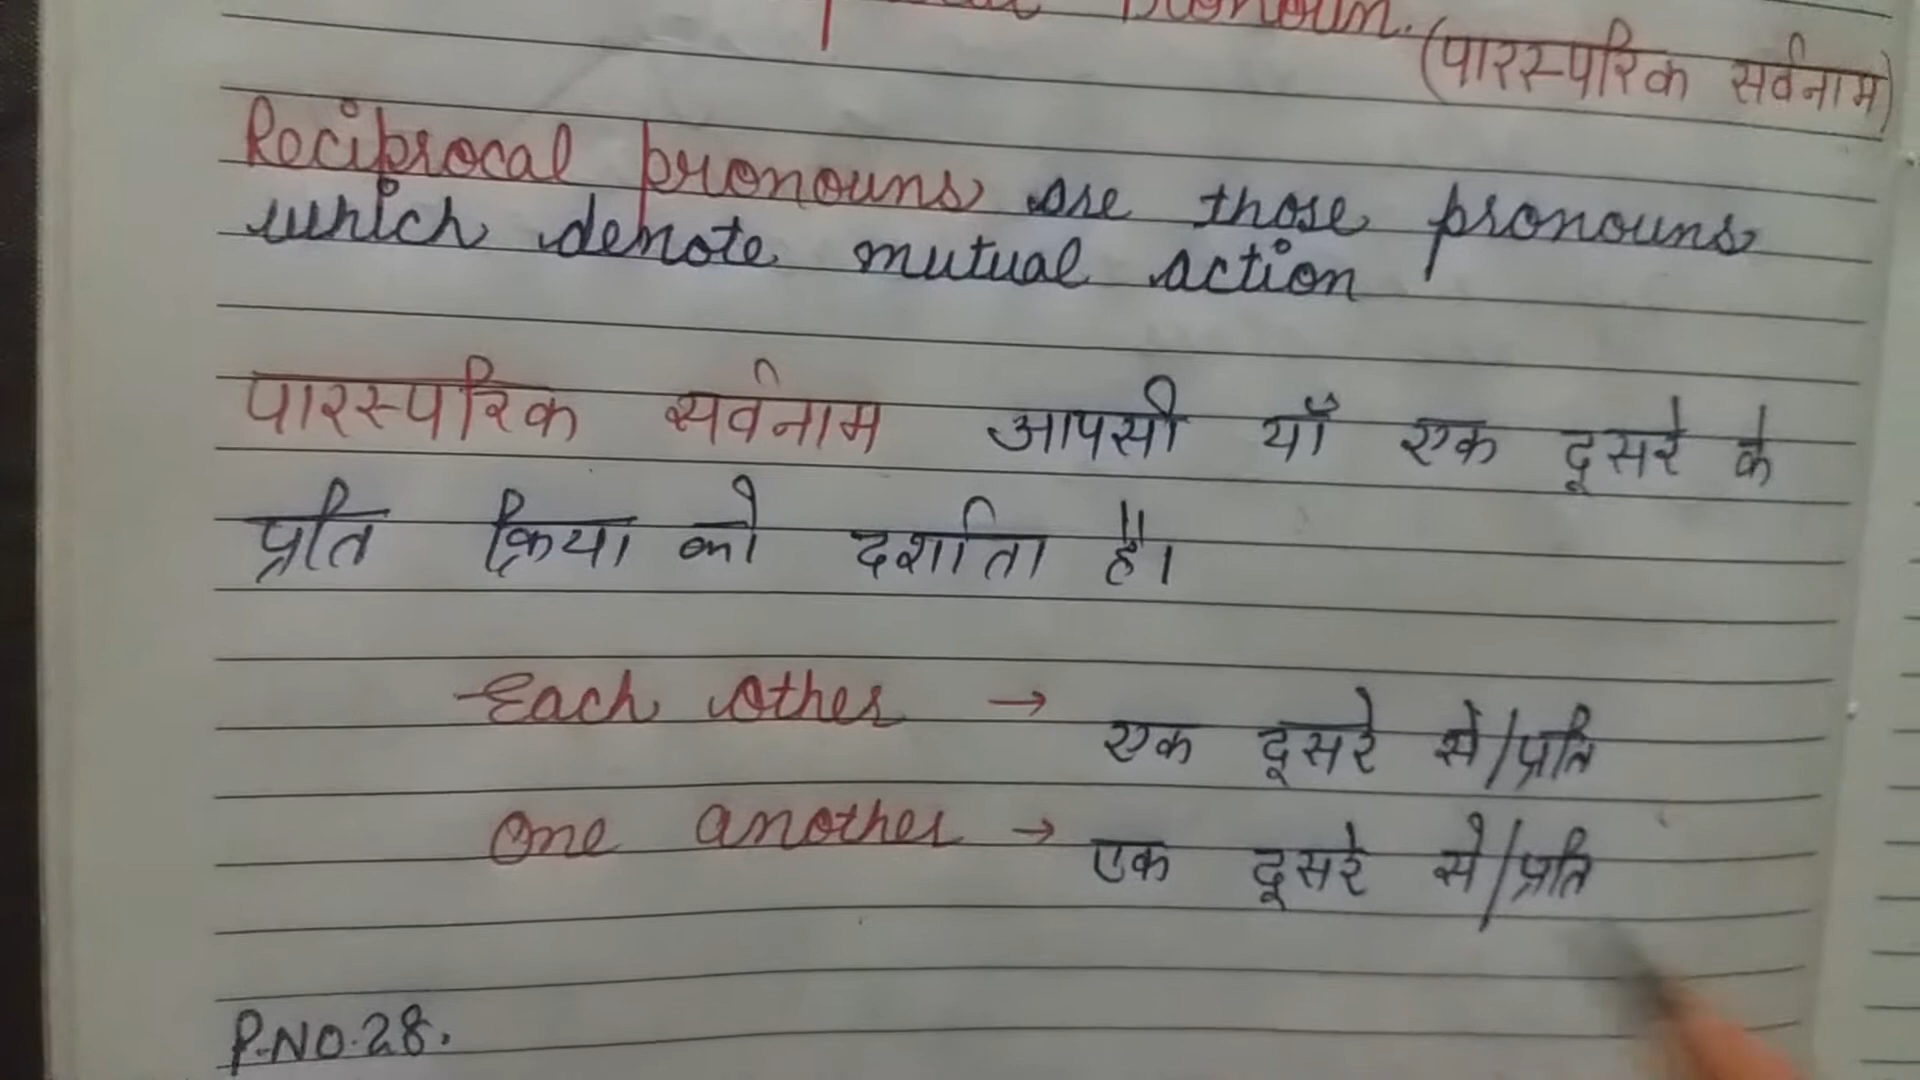 Pronoun.
(पारस्परिक सर्वनाम)
Reciprocal pronouns are those pronouns
which denote mutual action
पारस्परिक सर्वनाम आपसी याँ एक दूसरे के
प्रति क्रिया को दर्शाता है।
Each other → एक दूसरे से/प्रति
One another → एक दूसरे से/प्रति
P.NO.28.